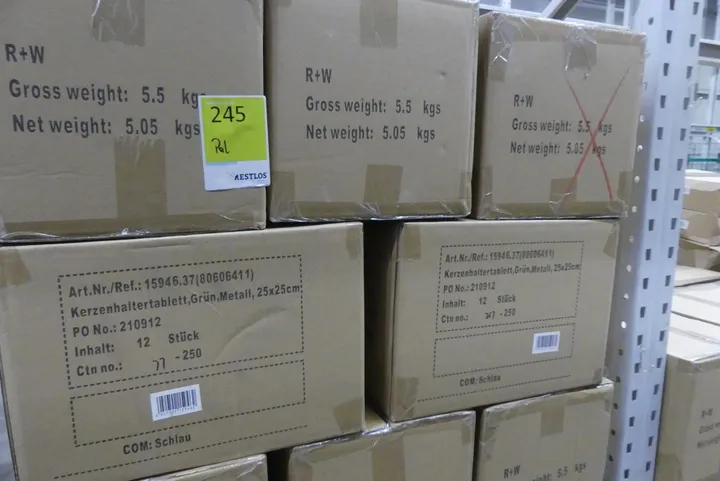 R+W
Gross weight: 5.5 kgs
Net weight: 5.05 kgs
245
Pal
AESTLOS
R+W
Gross weight: 5.5 kgs
Net weight: 5.05 kgs
R+W
Gross weight: 5.5 kgs
Net weight: 5.05 kgs
Art.Nr./Ref.: 15946.37(80606411)
Kerzenhaltertablett,Grün,Metall, 25x25cm
PO No.: 210912
Inhalt: 12 Stück
Ctn no.: 77 -250
COM: Schlau
Art.Nr./Ref.: 15946.37(80606411)
Kerzenhaltertablett,Grün,Metall, 25x25cm
PO No.: 210912
Inhalt: 12 Stück
Ctn no.: -250
COM: Schlau
R+W
5.5 kgs
R+W